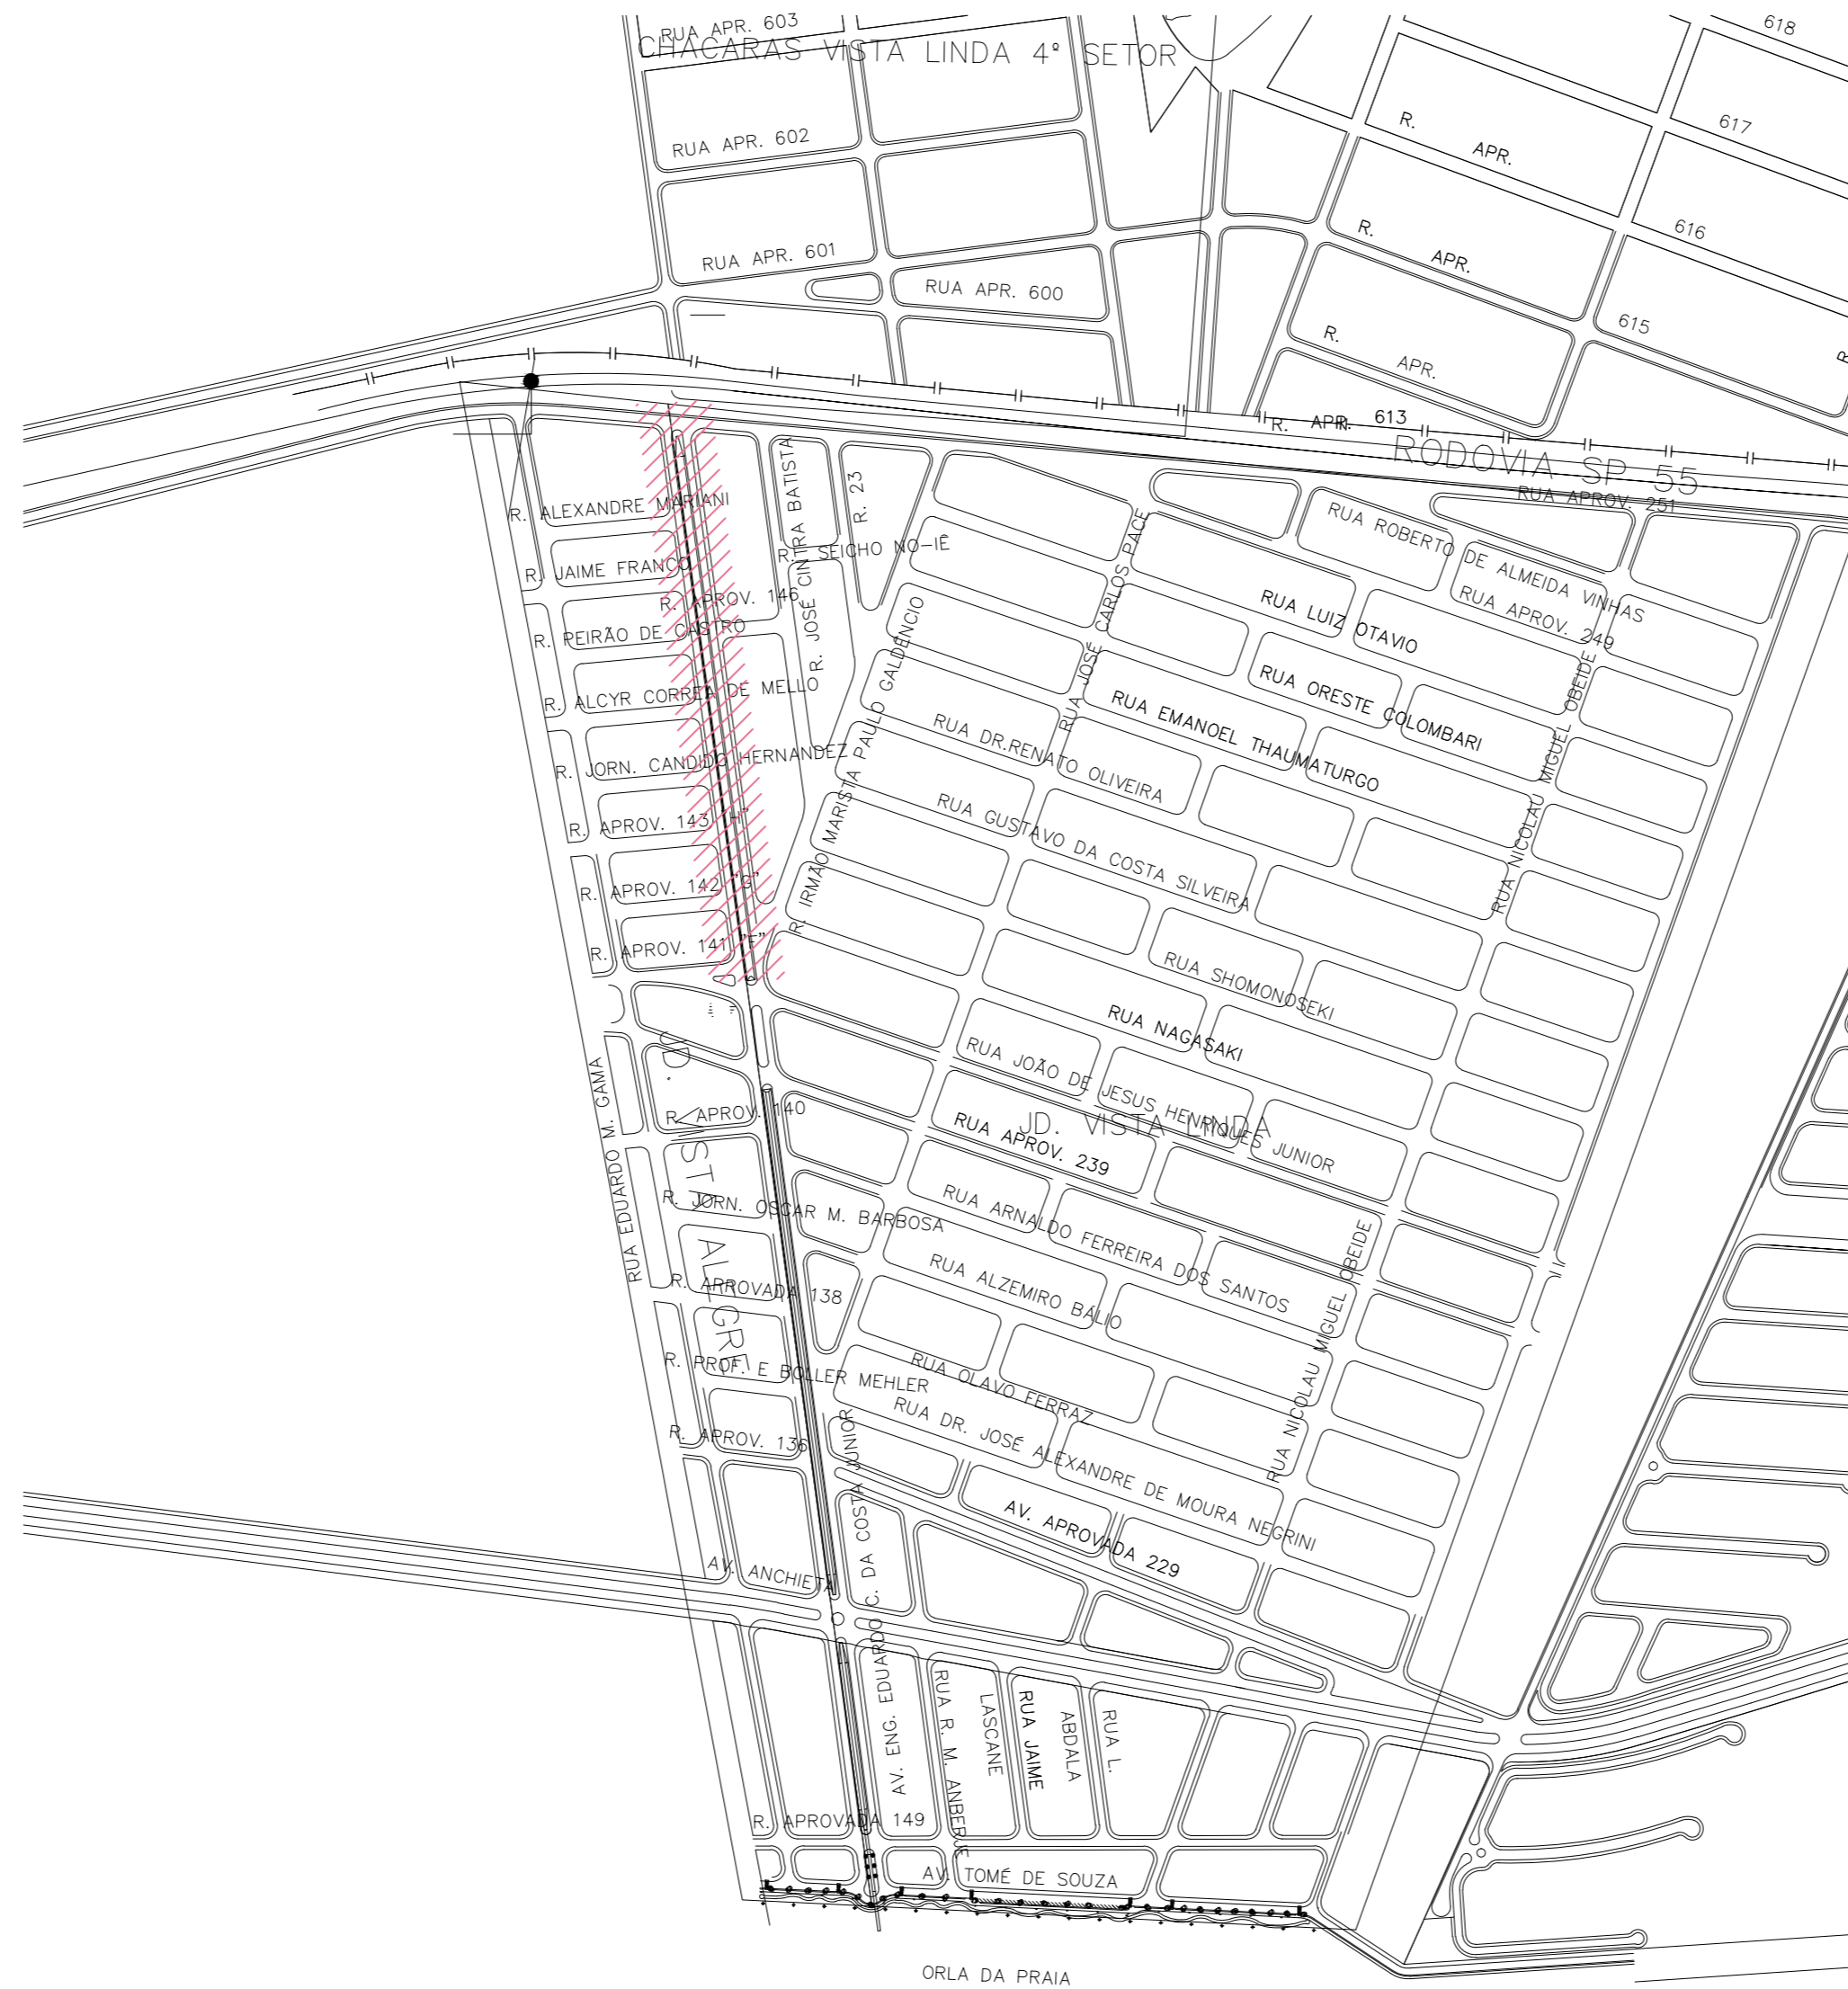 RUA APR. 603
CHÁCARAS VISTA LINDA 4º SETOR
618
RUA APR. 602
R. APR. 617
RUA APR. 601
R. APR. 616
RUA APR. 600
R. APR. 615
R. APR. 613
R.
RODOVIA SP 55
RUA APROV. 251
R. ALEXANDRE MARIANI
R. JOSÉ CINTRA BATISTA
R. 23
R. SEICHO NO-IÊ
RUA ROBERTO DE ALMEIDA VINHAS
R. JAIME FRANCO
R. APROV. 146
RUA LUIZ OTAVIO
RUA APROV. 249
R. PEIRÃO DE CASTRO
RUA JOSÉ CARLOS PACE
R. IRMÃO MARISTA PAULO GALDÊNCIO
RUA ORESTE COLOMBARI
RUA NICOLAU MIGUEL OBEIDE
R. ALCYR CORREA DE MELLO
RUA EMANOEL THAUMATURGO
RUA DR.RENATO OLIVEIRA
R. JORN. CANDIDO HERNANDEZ
RUA GUSTAVO DA COSTA SILVEIRA
R. APROV. 143 "H"
R. APROV. 142 "G"
R. APROV. 141 "F"
RUA SHOMONOSEKI
RUA NAGASAKI
RUA JOÃO DE JESUS HENRIQUES JUNIOR
JD. VISTA ALEGRE
RUA EDUARDO M. GAMA
R. APROV. 140
JD. VISTA LINDA
RUA APROV. 239
R. JORN. OSCAR M. BARBOSA
RUA ARNALDO FERREIRA DOS SANTOS
RUA ALZEMIRO BÁLIO
RUA NICOLAU MIGUEL OBEIDE
R. APROVADA 138
R. PROF. E BOLLER MEHLER
RUA OLAVO FERRAZ
RUA DR. JOSÉ ALEXANDRE DE MOURA NEGRINI
R. APROV. 136
AV. APROVADA 229
AV. ANCHIETA
AV. ENG. EDUARDO C. DA COSTA JUNIOR
RUA R. M. ANBERJE
LASCANE
RUA JAIME
ABDALA
RUA L.
R. APROVADA 149
AV. TOMÉ DE SOUZA
ORLA DA PRAIA